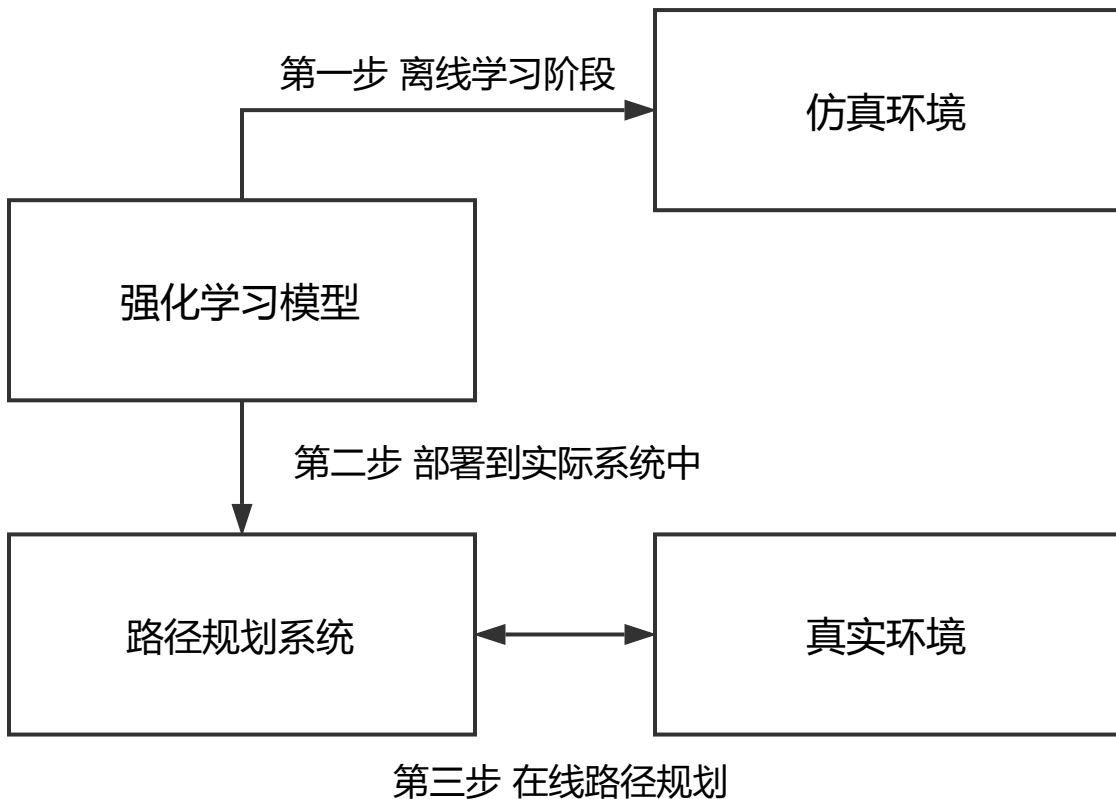 第一步 离线学习阶段
仿真环境
强化学习模型
第二步 部署到实际系统中
路径规划系统
真实环境
第三步 在线路径规划